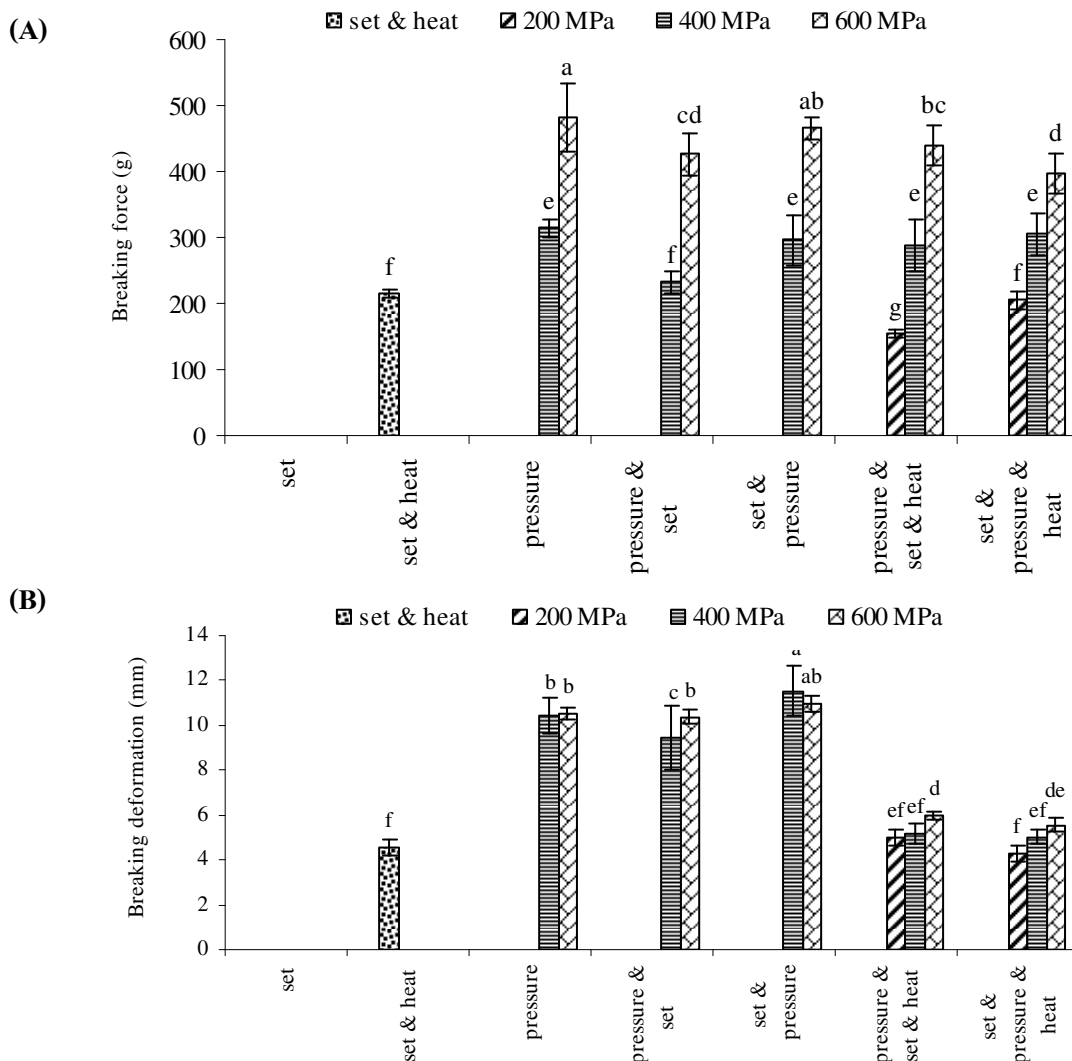 (A)
set & heat 200 MPa 400 MPa 600 MPa
600
500
400
300
200
100
0
Breaking force (g)
f
e
a
f
cd
e
ab
g
e
bc
f
e
d
set
set & heat
pressure
pressure &
set
set &
pressure
pressure &
set & heat
set &
pressure &
heat
(B)
set & heat 200 MPa 400 MPa 600 MPa
14
12
10
8
6
4
2
0
Breaking deformation (mm)
f
b
b
c
b
a
ab
ef
ef
d
f
ef
de
set
set & heat
pressure
pressure &
set
set &
pressure
pressure &
set & heat
set &
pressure &
heat